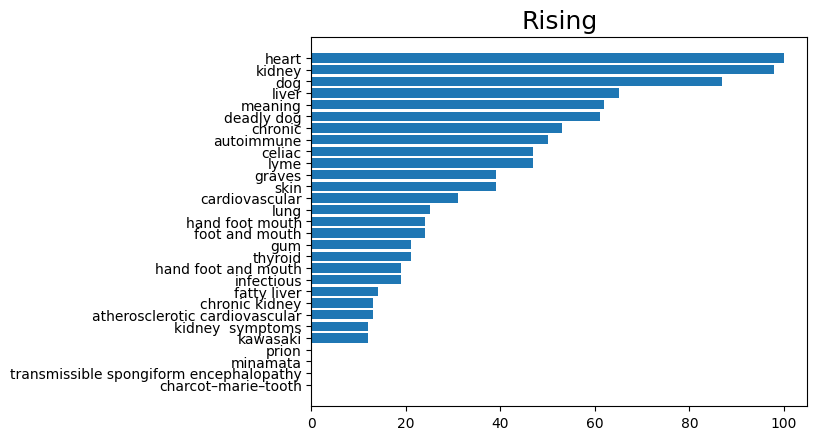 Rising
heart
kidney
dog
liver
meaning
deadly dog
chronic
autoimmune
celiac
lyme
graves
skin
cardiovascular
lung
hand foot mouth
foot and mouth
gum
thyroid
hand foot and mouth
infectious
fatty liver
chronic kidney
atherosclerotic cardiovascular
kidney  symptoms
kawasaki
prion
minamata
transmissible spongiform encephalopathy
charcot–marie–tooth
0 20 40 60 80 100